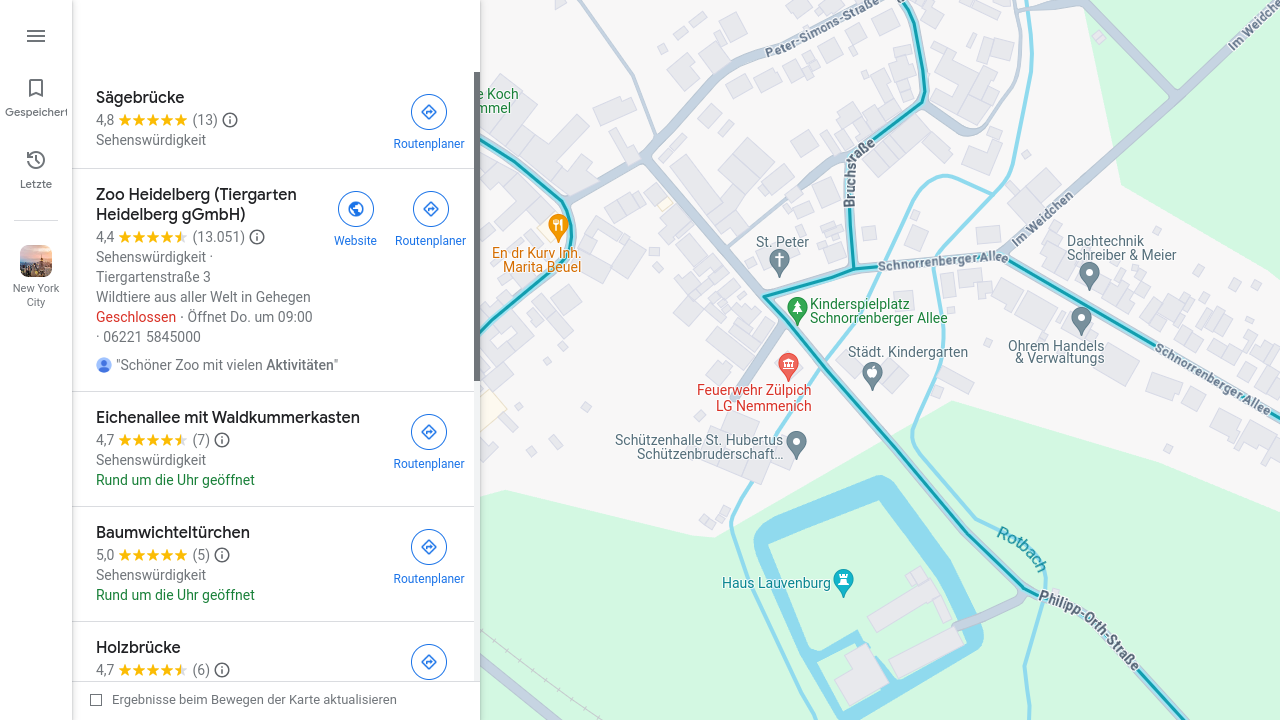 Gespeichert
Letzte
New York
City
Sägebrücke
4,8 (13)
Sehenswürdigkeit
Routenplaner
Zoo Heidelberg (Tiergarten
Heidelberg gGmbH)
4,4 (13.051)
Sehenswürdigkeit ·
Tiergartenstraße 3
Wildtiere aus aller Welt in Gehegen
Geschlossen · Öffnet Do. um 09:00
· 06221 5845000
"Schöner Zoo mit vielen Aktivitäten"
Website
Routenplaner
Eichenallee mit Waldkummerkasten
4,7 (7)
Sehenswürdigkeit
Rund um die Uhr geöffnet
Routenplaner
Baumwichteltürchen
5,0 (5)
Sehenswürdigkeit
Rund um die Uhr geöffnet
Routenplaner
Holzbrücke
4,7 (6)
Ergebnisse beim Bewegen der Karte aktualisieren
Peter-Simons-Straße
Im Weidchen
e Koch
mmel
Bruchstraße
Im Weidchen
En dr Kurv Inh.
Marita Beuel
St. Peter
Schnorrenberger Allee
Dachtechnik
Schreiber & Meier
Kinderspielplatz
Schnorrenberger Allee
Ohrem Handels
& Verwaltungs
Städt. Kindergarten
Schnorrenberger Allee
Feuerwehr Zülpich
LG Nemmenich
Schützenhalle St. Hubertus
Schützenbruderschaft...
Rotbach
Haus Lauvenburg
Philipp-Orth-Straße